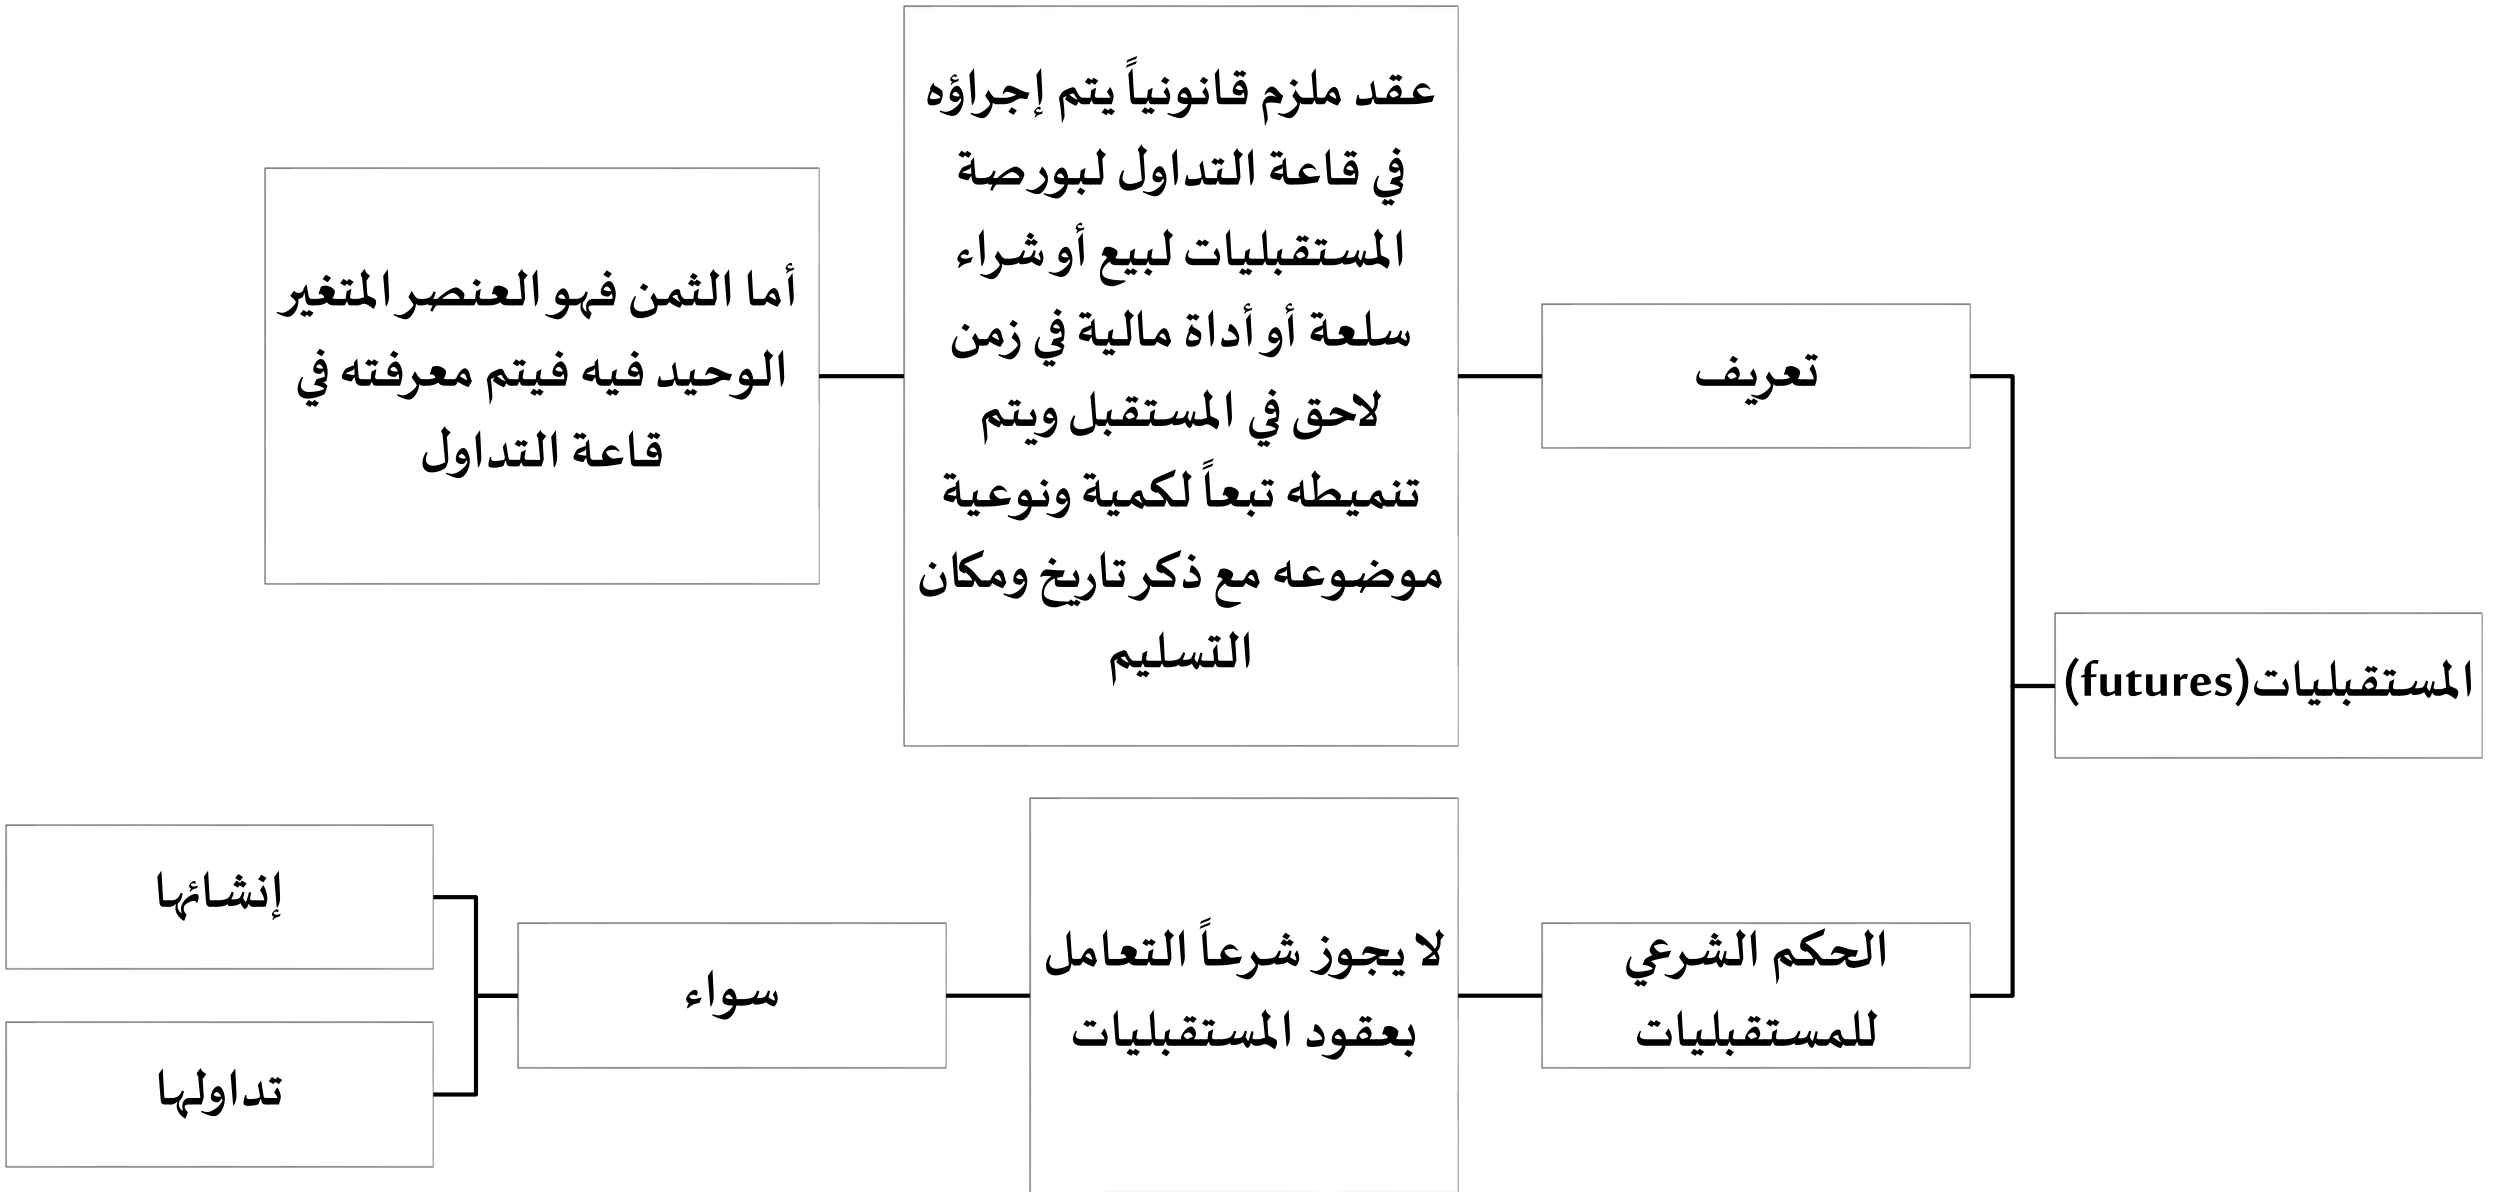 المستقبليات (futures)
تعريف
عقد ملزم قانونياً يتم إجراؤه
في قاعة التداول لبورصة
المستقبليات لبيع أو شراء
سلعة أو أداة مالية في زمن
لاحق في المستقبل ويتم
تنميطه تبعاً لكمية ونوعية
موضوعه مع ذكر تاريخ ومكان
التسليم
أما الثمن فهو العنصر المتغير
الوحيد فيه فيتم معرفته في
قاعة التداول
الحكم الشرعي
للمستقبليات
لا يجوز شرعاً التعامل
بعقود المستقبليات
سواء
إنشائها
تداولها